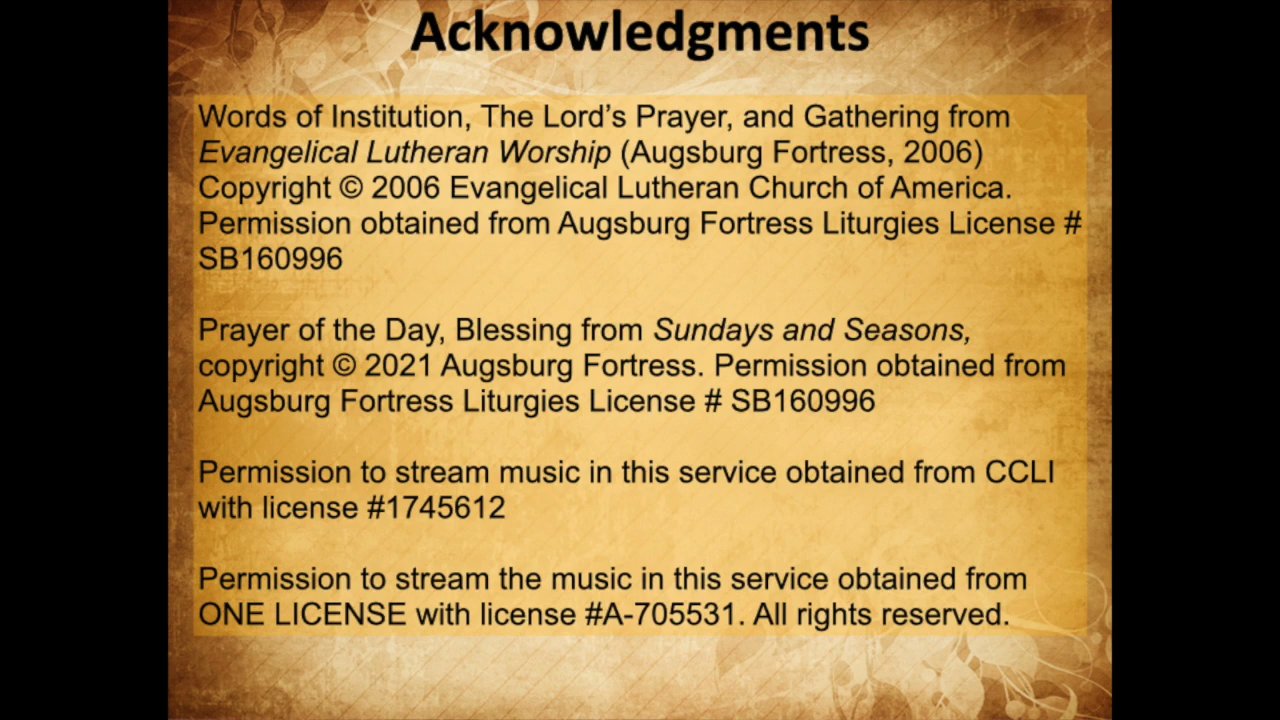 Acknowledgments
Words of Institution, The Lord’s Prayer, and Gathering from
Evangelical Lutheran Worship (Augsburg Fortress, 2006)
Copyright © 2006 Evangelical Lutheran Church of America.
Permission obtained from Augsburg Fortress Liturgies License #
SB160996
Prayer of the Day, Blessing from Sundays and Seasons,
copyright © 2021 Augsburg Fortress. Permission obtained from
Augsburg Fortress Liturgies License # SB160996
Permission to stream music in this service obtained from CCLI
with license #1745612
Permission to stream the music in this service obtained from
ONE LICENSE with license #A-705531. All rights reserved.